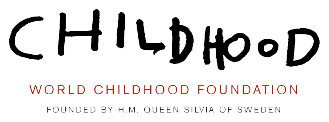 CHILDHOOD
WORLD CHILDHOOD FOUNDATION
FOUNDED BY H.M. QUEEN SILVIA OF SWEDEN